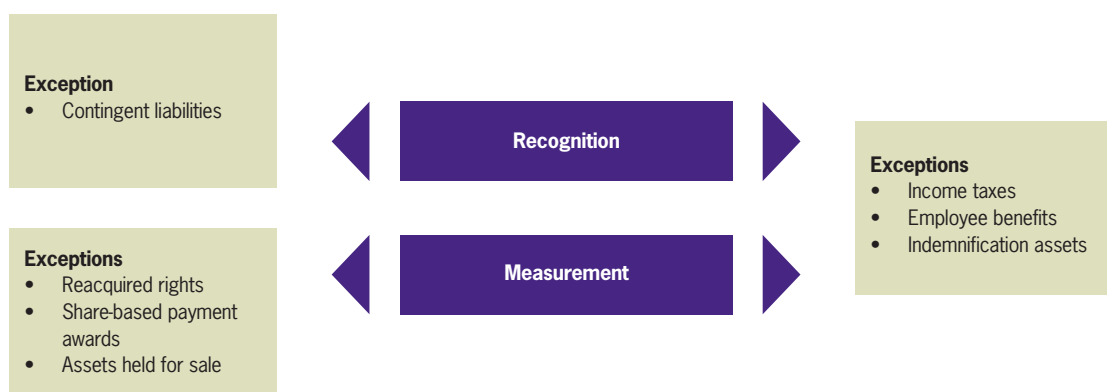 Exception
• Contingent liabilities
Recognition
Exceptions
• Income taxes
• Employee benefits
• Indemnification assets
Exceptions
• Reacquired rights
• Share-based payment
awards
• Assets held for sale
Measurement